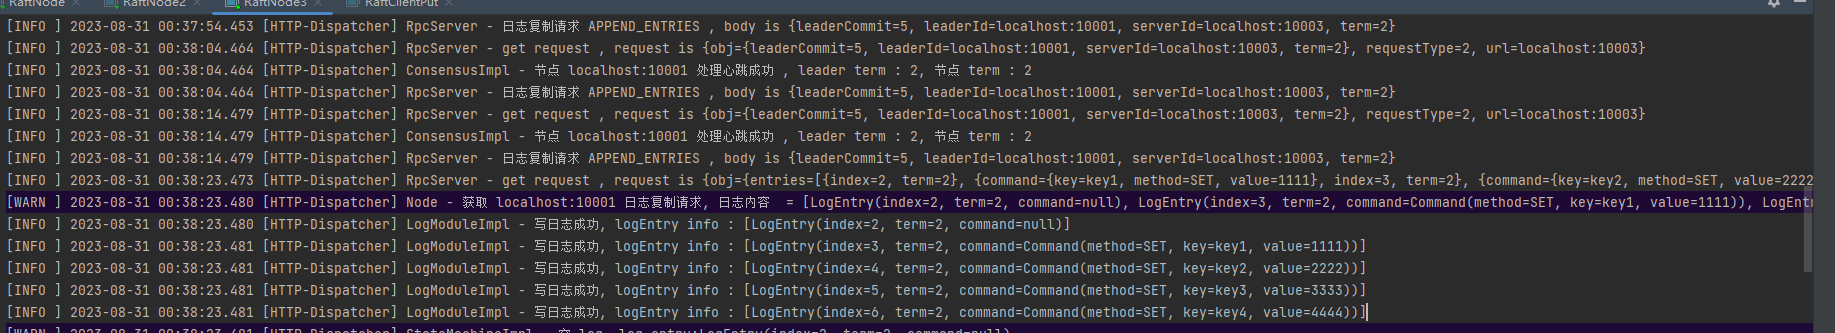 RaftNode RaftNode2 RaftNode3 RaftClientPut
[INFO ] 2023-08-31 00:37:54.453 [HTTP-Dispatcher] RpcServer - 日志复制请求 APPEND_ENTRIES , body is {leaderCommit=5, leaderId=localhost:10001, serverId=localhost:10003, term=2}
[INFO ] 2023-08-31 00:38:04.464 [HTTP-Dispatcher] RpcServer - get request , request is {obj={leaderCommit=5, leaderId=localhost:10001, serverId=localhost:10003, term=2}, requestType=2, url=localhost:10003}
[INFO ] 2023-08-31 00:38:04.464 [HTTP-Dispatcher] ConsensusImpl - 节点 localhost:10001 处理心跳成功 , leader term : 2, 节点 term : 2
[INFO ] 2023-08-31 00:38:04.464 [HTTP-Dispatcher] RpcServer - 日志复制请求 APPEND_ENTRIES , body is {leaderCommit=5, leaderId=localhost:10001, serverId=localhost:10003, term=2}
[INFO ] 2023-08-31 00:38:14.479 [HTTP-Dispatcher] RpcServer - get request , request is {obj={leaderCommit=5, leaderId=localhost:10001, serverId=localhost:10003, term=2}, requestType=2, url=localhost:10003}
[INFO ] 2023-08-31 00:38:14.479 [HTTP-Dispatcher] ConsensusImpl - 节点 localhost:10001 处理心跳成功 , leader term : 2, 节点 term : 2
[INFO ] 2023-08-31 00:38:14.479 [HTTP-Dispatcher] RpcServer - 日志复制请求 APPEND_ENTRIES , body is {leaderCommit=5, leaderId=localhost:10001, serverId=localhost:10003, term=2}
[INFO ] 2023-08-31 00:38:23.473 [HTTP-Dispatcher] RpcServer - get request , request is {obj={entries=[{index=2, term=2}, {command={key=key1, method=SET, value=1111}, index=3, term=2}, {command={key=key2, method=SET, value=2222
[WARN ] 2023-08-31 00:38:23.480 [HTTP-Dispatcher] Node - 获取 localhost:10001 日志复制请求, 日志内容 = [LogEntry(index=2, term=2, command=null), LogEntry(index=3, term=2, command=Command(method=SET, key=key1, value=1111)), LogEnt
[INFO ] 2023-08-31 00:38:23.480 [HTTP-Dispatcher] LogModuleImpl - 写日志成功, logEntry info : [LogEntry(index=2, term=2, command=null)]
[INFO ] 2023-08-31 00:38:23.481 [HTTP-Dispatcher] LogModuleImpl - 写日志成功, logEntry info : [LogEntry(index=3, term=2, command=Command(method=SET, key=key1, value=1111))]
[INFO ] 2023-08-31 00:38:23.481 [HTTP-Dispatcher] LogModuleImpl - 写日志成功, logEntry info : [LogEntry(index=4, term=2, command=Command(method=SET, key=key2, value=2222))]
[INFO ] 2023-08-31 00:38:23.481 [HTTP-Dispatcher] LogModuleImpl - 写日志成功, logEntry info : [LogEntry(index=5, term=2, command=Command(method=SET, key=key3, value=3333))]
[INFO ] 2023-08-31 00:38:23.481 [HTTP-Dispatcher] LogModuleImpl - 写日志成功, logEntry info : [LogEntry(index=6, term=2, command=Command(method=SET, key=key4, value=4444))]
[WARN ] 2023-08-31 00:38:23.481 [HTTP-Dispatcher] StateMachineImpl - 空 log, log entry:LogEntry(index=2, term=2, command=null)